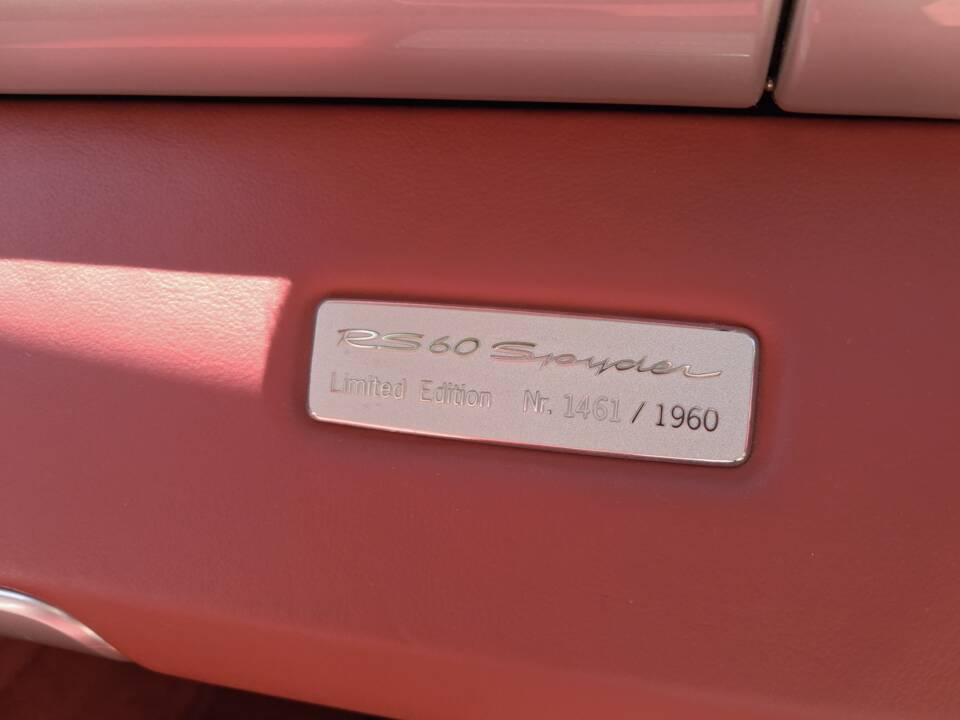 RS 60 Spyder
Limited Edition Nr. 1461 / 1960